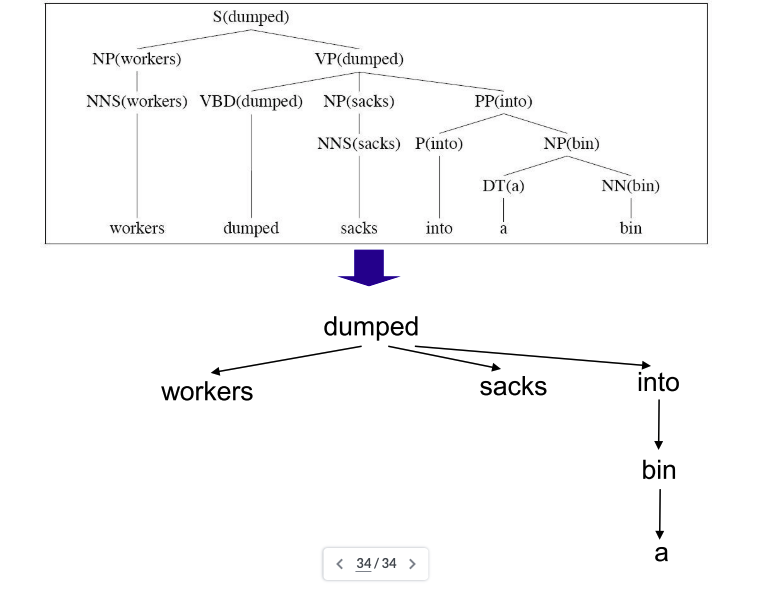 S(dumped)
NP(workers) VP(dumped)
NNS(workers) VBD(dumped) NP(sacks) PP(into)
NNS(sacks) P(into) NP(bin)
DT(a) NN(bin)
workers dumped sacks into a bin
dumped
workers sacks into
bin
a
34 / 34